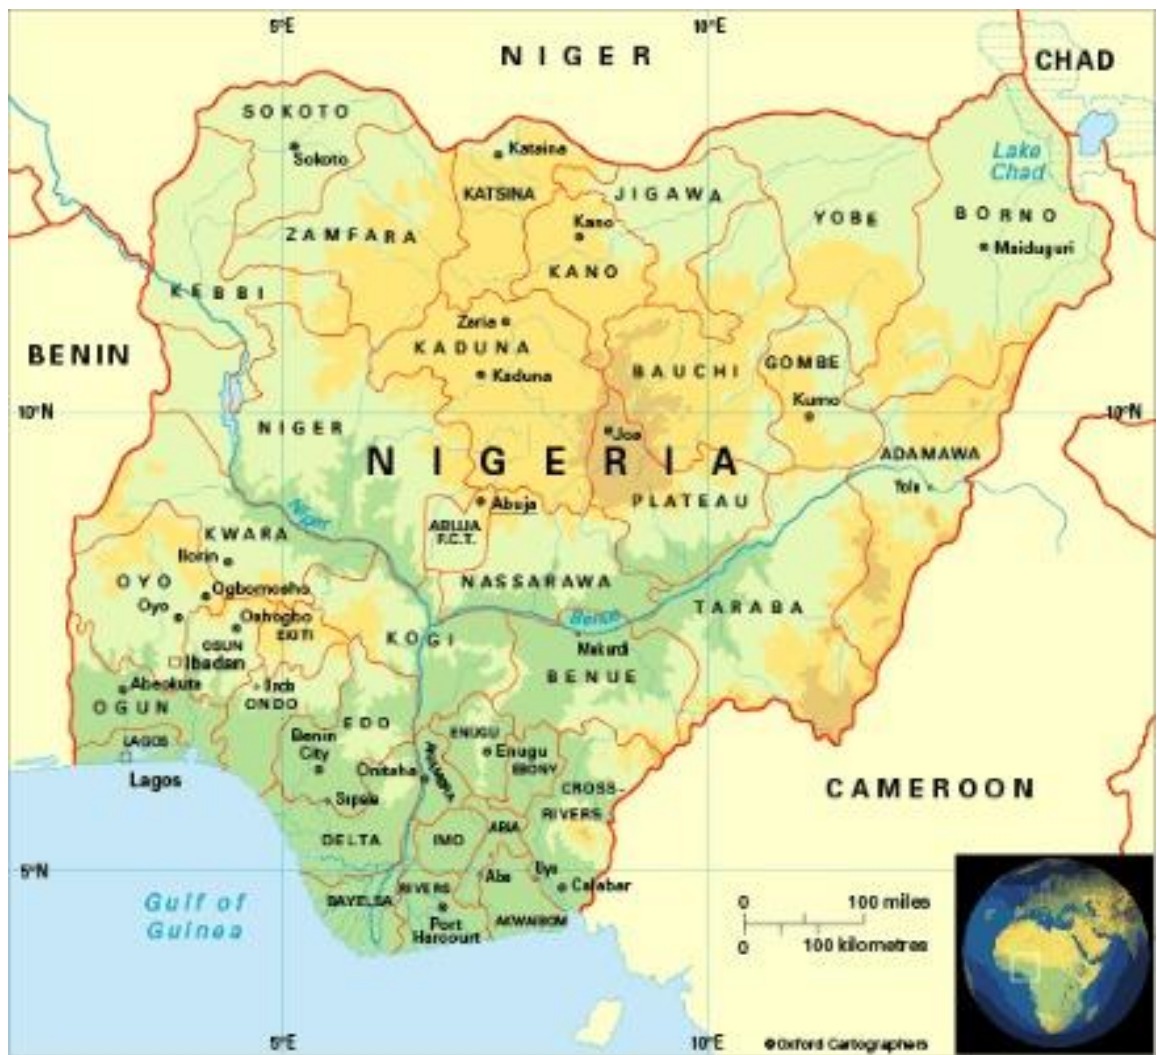 5°E
10°E
NIGER
CHAD
SOKOTO
Sokoto
Katsina
KATSINA
JIGAWA
Lake
Chad
ZAMFARA
Kano
YOBE
BORNO
Maiduguri
KANO
KEBBI
Zaria
KADUNA
BENIN
Kaduna
BAUCHI
GOMBE
Kumo
10°N
10°N
NIGER
Jos
NIGERIA
ADAMAWA
Yola
PLATEAU
Abuja
Niger
ABUJA
F.C.T.
KWARA
Ilorin
OYO
Ogbomosho
NASSARAWA
Oyo
Oshogbo
TARABA
Benue
EKITI
KOGI
OSUN
Ibadan
Makurdi
BENUE
Abeokuta
Ondo
ONDO
OGUN
EDO
ENUGU
LAGOS
Benin
City
Enugu
EBONY
Lagos
Onitsha
ANAMBRA
CROSS-
RIVERS
CAMEROON
Sapele
DELTA
IMO
ABIA
5°N
Aba
Uyo
Calabar
RIVERS
BAYELSA
Gulf of
Guinea
Port
Harcourt
AKWAIBOM
0 100 miles
0 100 kilometres
5°E
10°E
©Oxford Cartographers